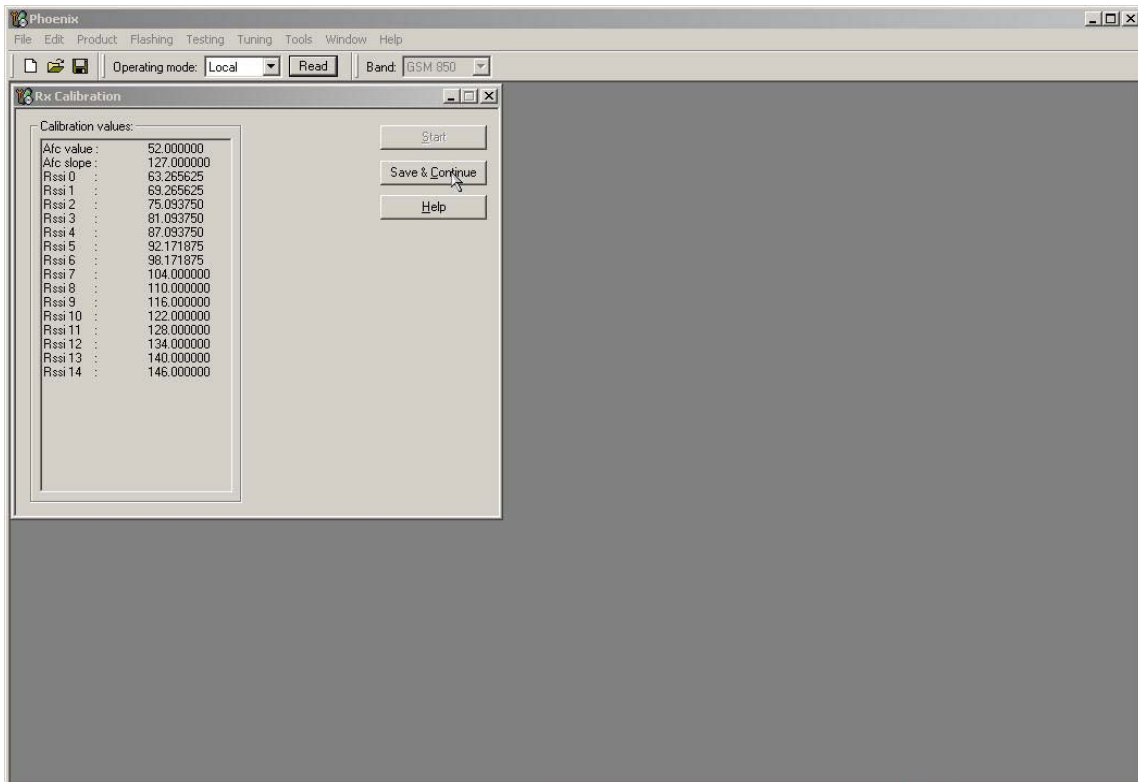 Phoenix
File Edit Product Flashing Testing Tuning Tools Window Help
Operating mode: Local Read Band: GSM 850
Rx Calibration
Calibration values:
Start
Save & Continue
Help
Afc value : 52.000000
Afc slope : 127.000000
Rssi 0 : 63.265625
Rssi 1 : 69.265625
Rssi 2 : 75.093750
Rssi 3 : 81.093750
Rssi 4 : 87.093750
Rssi 5 : 92.171875
Rssi 6 : 98.171875
Rssi 7 : 104.000000
Rssi 8 : 110.000000
Rssi 9 : 116.000000
Rssi 10 : 122.000000
Rssi 11 : 128.000000
Rssi 12 : 134.000000
Rssi 13 : 140.000000
Rssi 14 : 146.000000